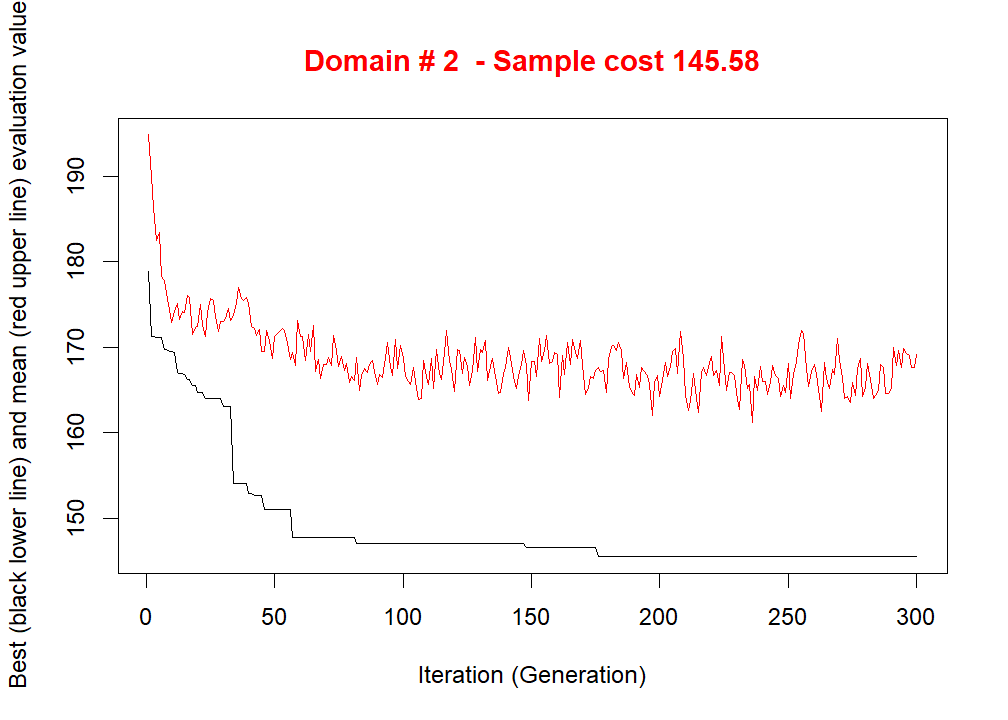 Domain # 2  - Sample cost 145.58
Best (black lower line) and mean (red upper line) evaluation value
190
180
170
160
150
0 50 100 150 200 250 300
Iteration (Generation)